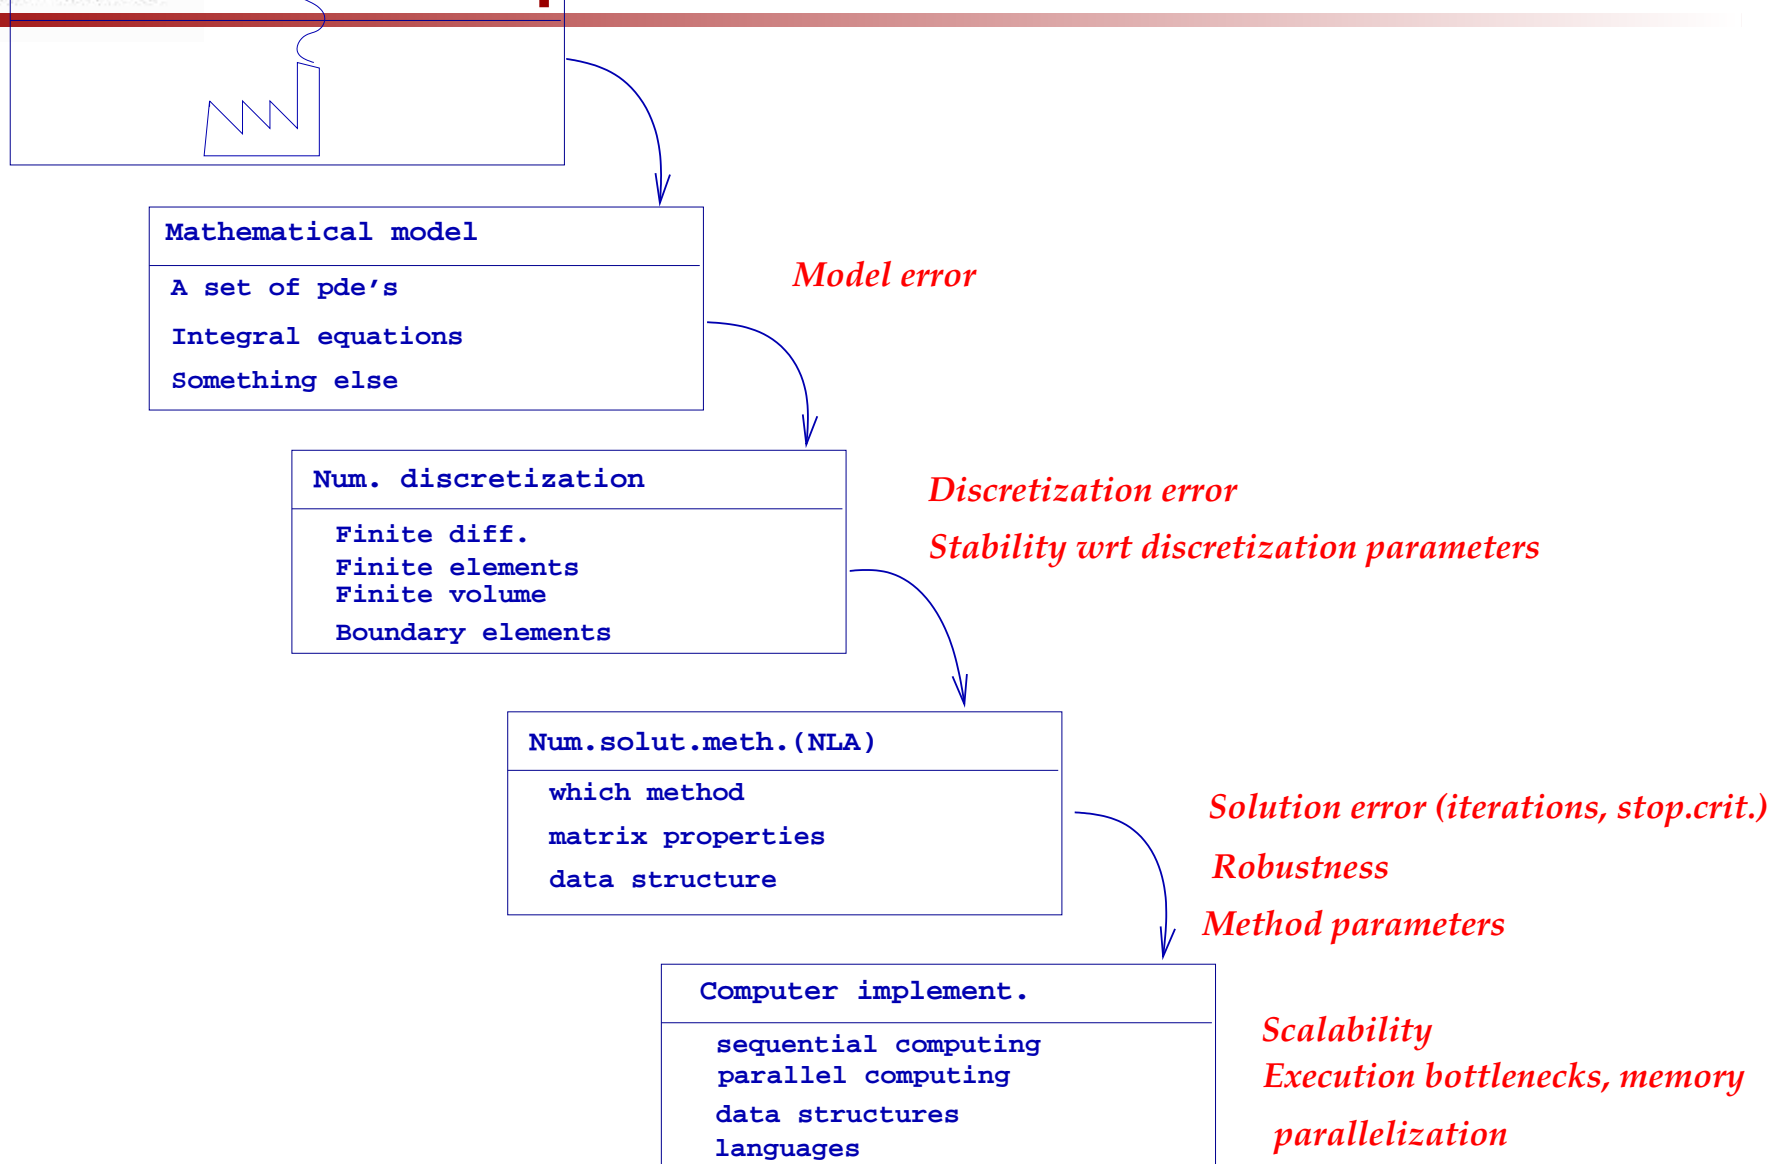 Mathematical model
A set of pde's
Integral equations
Something else
Model error
Num. discretization
Finite diff.
Finite elements
Finite volume
Boundary elements
Discretization error
Stability wrt discretization parameters
Num.solut.meth.(NLA)
which method
matrix properties
data structure
Solution error (iterations, stop.crit.)
Robustness
Method parameters
Computer implement.
sequential computing
parallel computing
data structures
languages
Scalability
Execution bottlenecks, memory
parallelization